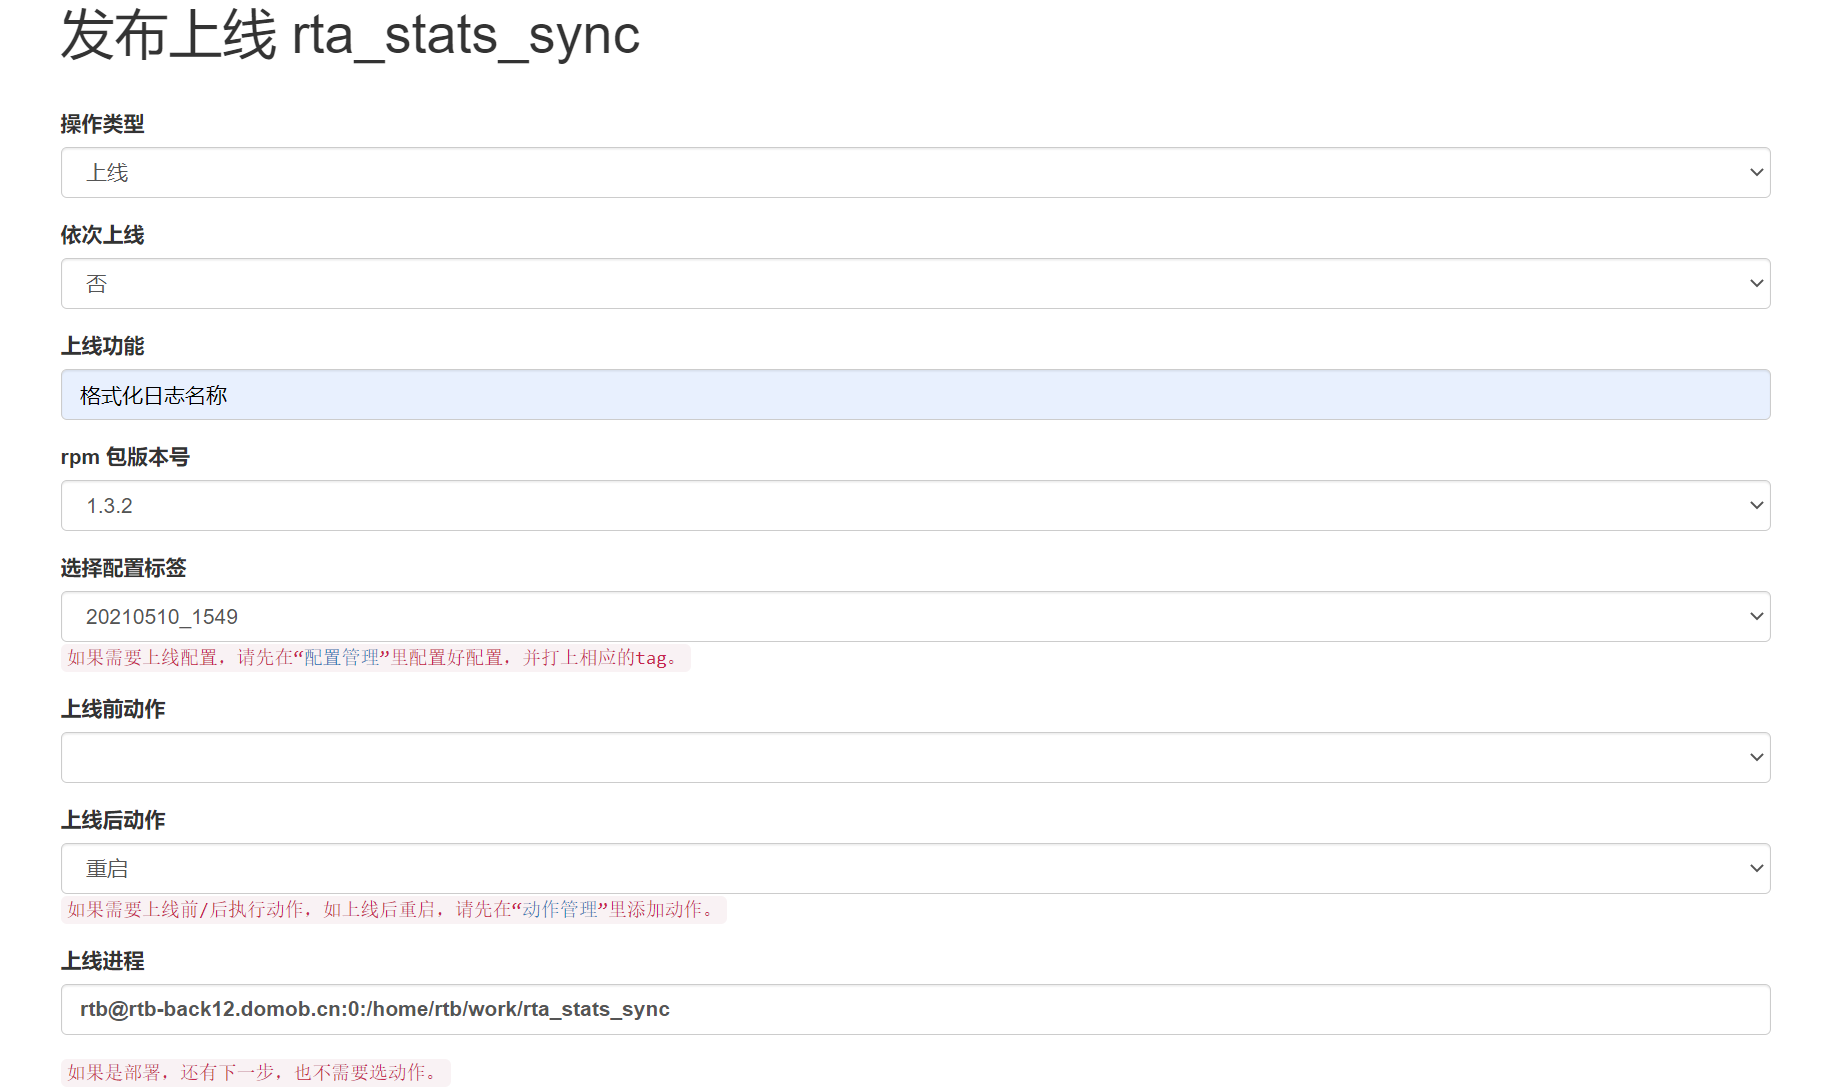 发布上线 rta_stats_sync
操作类型
上线
依次上线
否
上线功能
格式化日志名称
rpm 包版本号
1.3.2
选择配置标签
20210510_1549
如果需要上线配置，请先在“配置管理”里配置好配置，并打上相应的tag。
上线前动作
上线后动作
重启
如果需要上线前/后执行动作，如上线后重启，请先在“动作管理”里添加动作。
上线进程
rtb@rtb-back12.domob.cn:0:/home/rtb/work/rta_stats_sync
如果是部署，还有下一步，也不需要选动作。